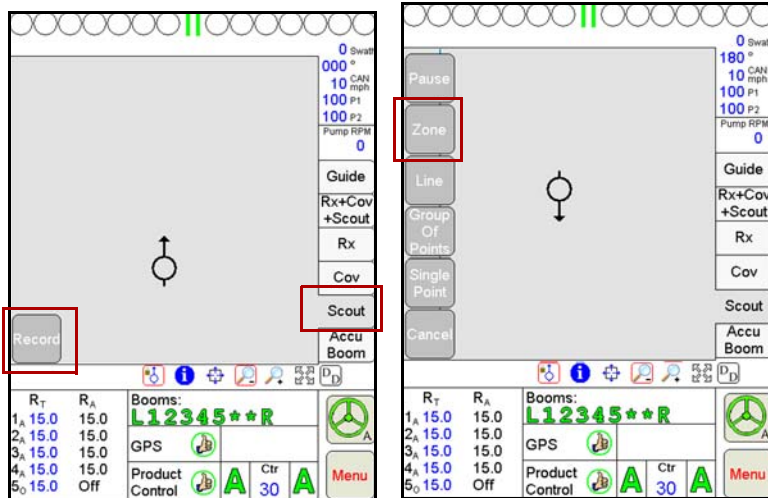 0 Swath
000 °
10 CAN mph
100 P1
100 P2
Pump RPM
0
Guide
Rx+Cov
+Scout
Rx
Cov
Scout
Accu
Boom
Record
D D
RT RA
1A 15.0 15.0
2A 15.0 15.0
3A 15.0 15.0
4A 15.0 15.0
5O 15.0 Off
Booms:
L12345**R
GPS
Product
Control
A
Ctr
30
A
A
Menu
0 Swat
180 °
10 CAN mph
100 P1
100 P2
Pump RPM
0
Pause
Zone
Line
Group
Of
Points
Single
Point
Cancel
Guide
Rx+Cov
+Scout
Rx
Cov
Scout
Accu
Boom
D D
RT RA
1A 15.0 15.0
2A 15.0 15.0
3A 15.0 15.0
4A 15.0 15.0
5O 15.0 Off
Booms:
L12345**R
GPS
Product
Control
A
Ctr
30
A
A
Menu